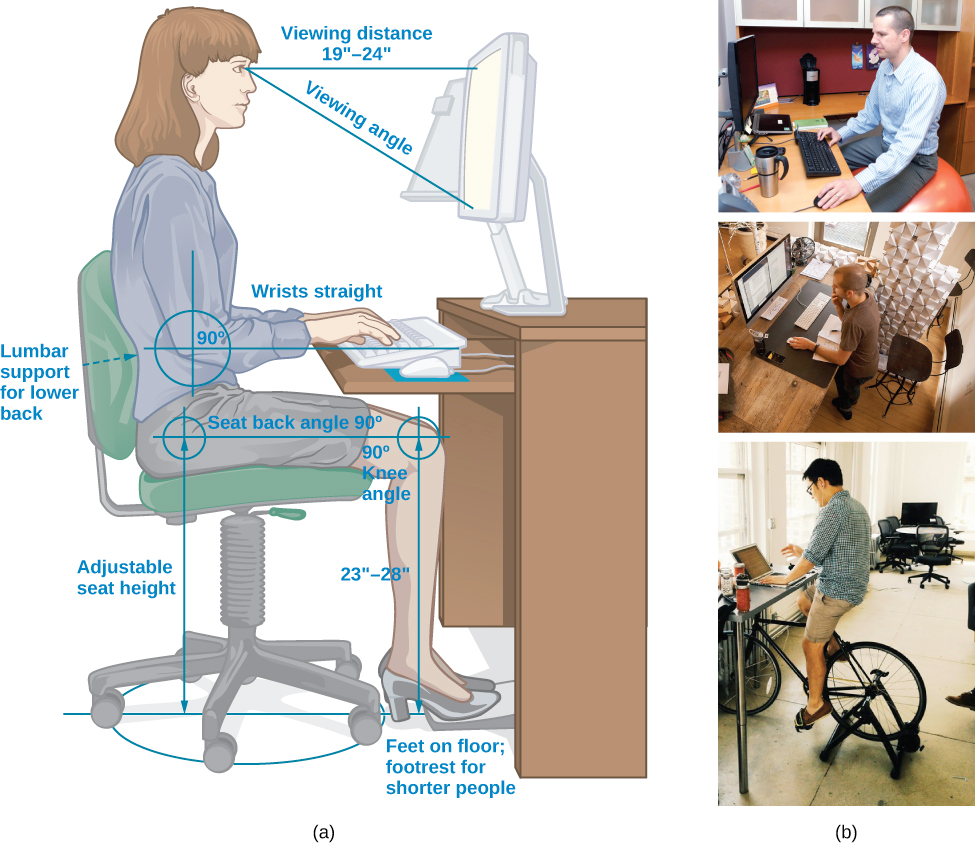 Viewing distance
19"–24"
Viewing angle
Wrists straight
90º
Lumbar
support
for lower
back
Seat back angle 90º
90º
Knee
angle
Adjustable
seat height
23"–28"
Feet on floor;
footrest for
shorter people
(a)
(b)